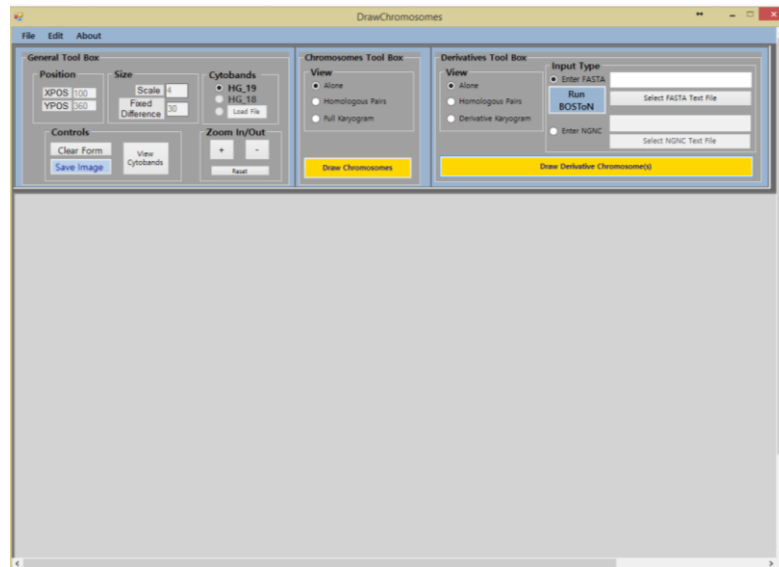 DrawChromosomes
File Edit About
General Tool Box
Position
XPOS 100
YPOS 360
Size
Scale 4
Fixed Difference 30
Cytobands
HG_19
HG_18
Load File
Controls
Clear Form
Save Image
View Cytobands
Zoom In/Out
+ -
Reset
Chromosomes Tool Box
View
Alone
Homologous Pairs
Full Karyogram
Draw Chromosomes
Derivatives Tool Box
View
Alone
Homologous Pairs
Derivative Karyogram
Input Type
Enter FASTA
Run BOSToN
Select FASTA Text File
Enter NGNC
Select NGNC Text File
Draw Derivative Chromosome(s)